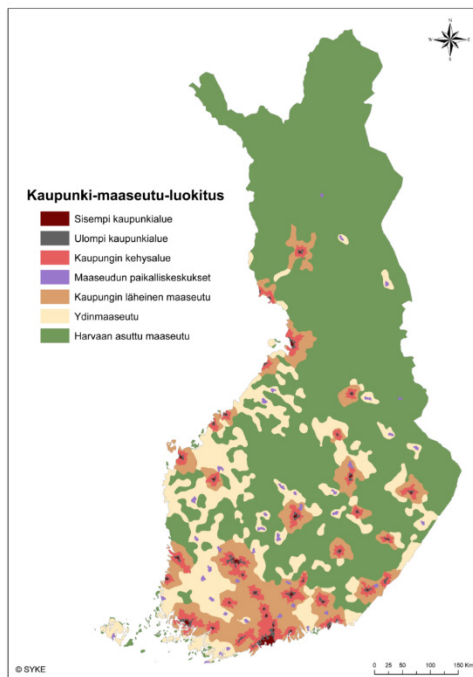 N
W E
S
Kaupunki-maaseutu-luokitus
Sisempi kaupunkialue
Ulompi kaupunkialue
Kaupungin kehysalue
Maaseudun paikalliskeskukset
Kaupungin läheinen maaseutu
Ydinmaaseutu
Harvaan asuttu maaseutu
© SYKE
0 25 50 100 150 Km